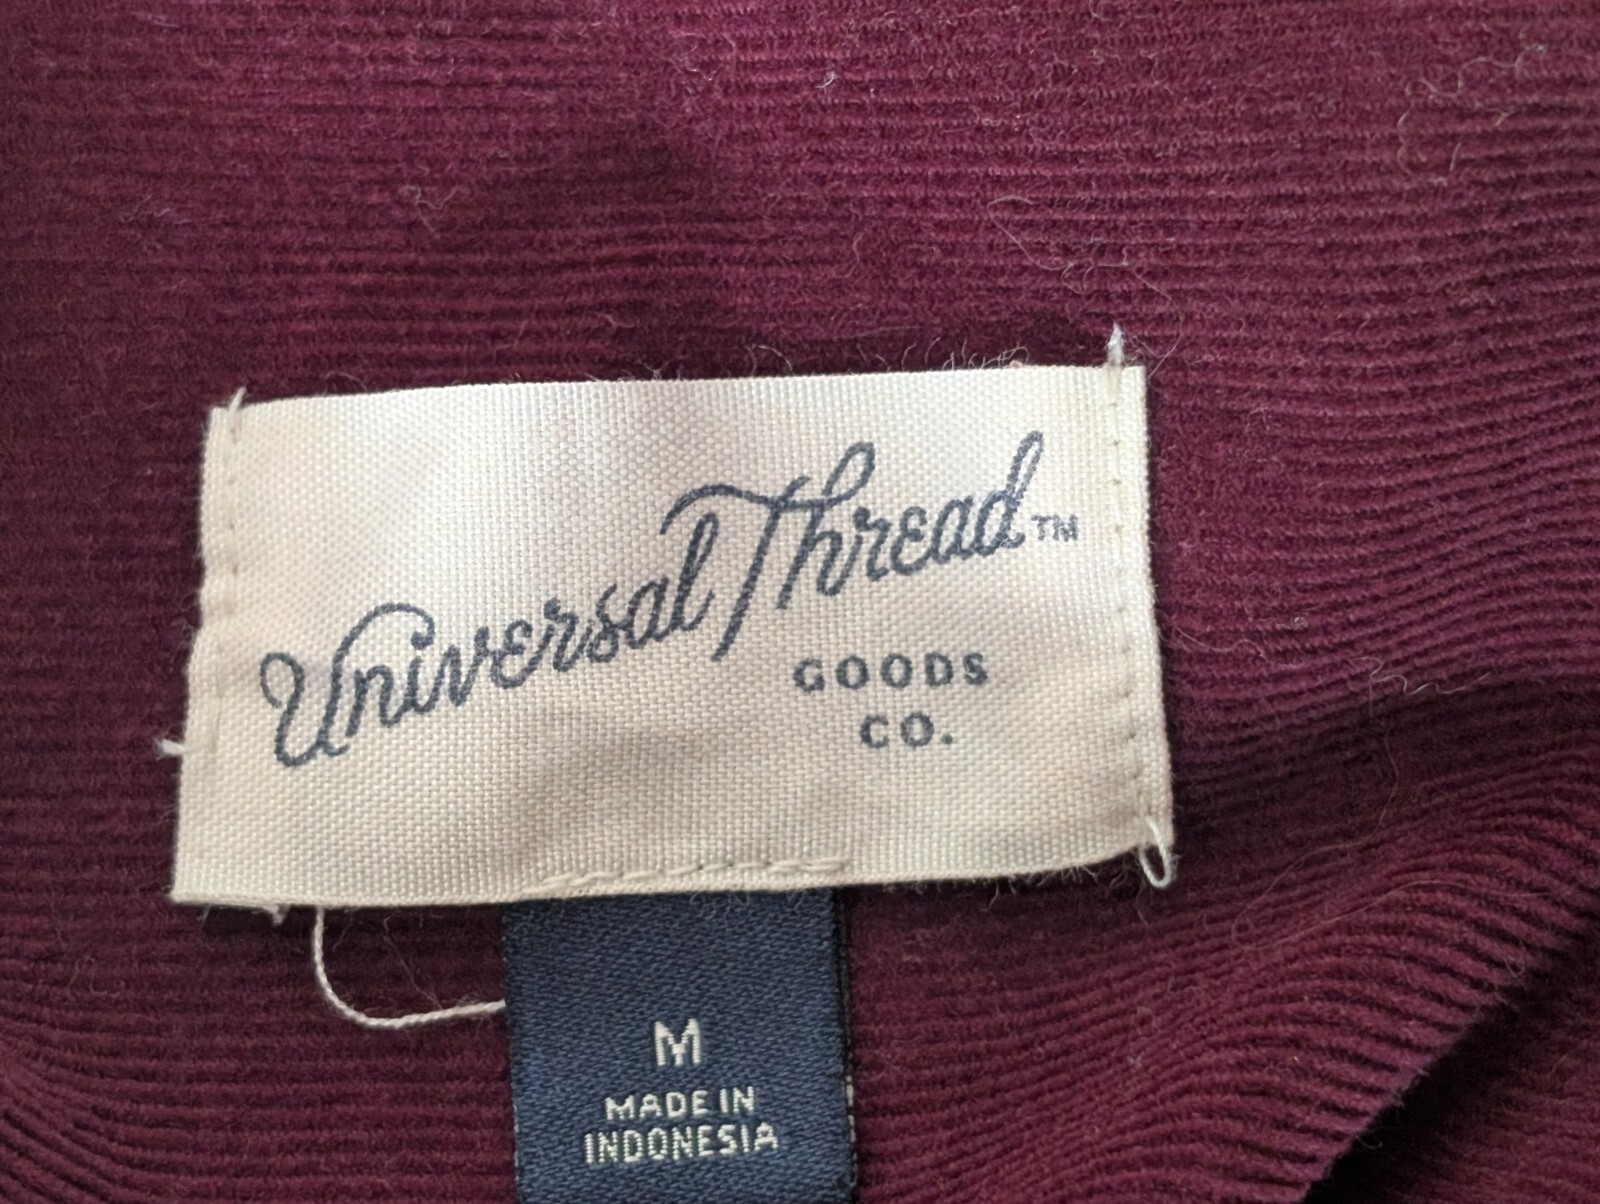 Universal Thread™
GOODS
CO.
M
MADE IN
INDONESIA